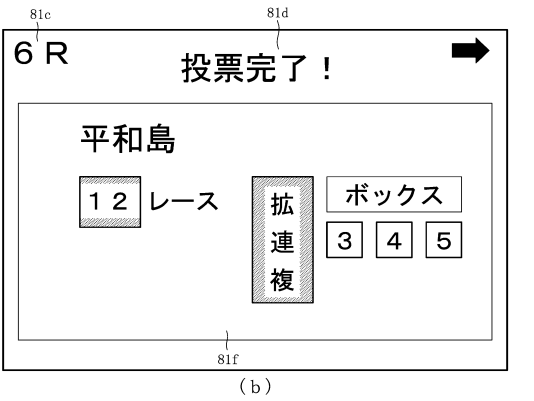 81c
81d
６Ｒ
投票完了！
平和島
１２ レース
拡連複
ボックス
３ ４ ５
81f
（ｂ）